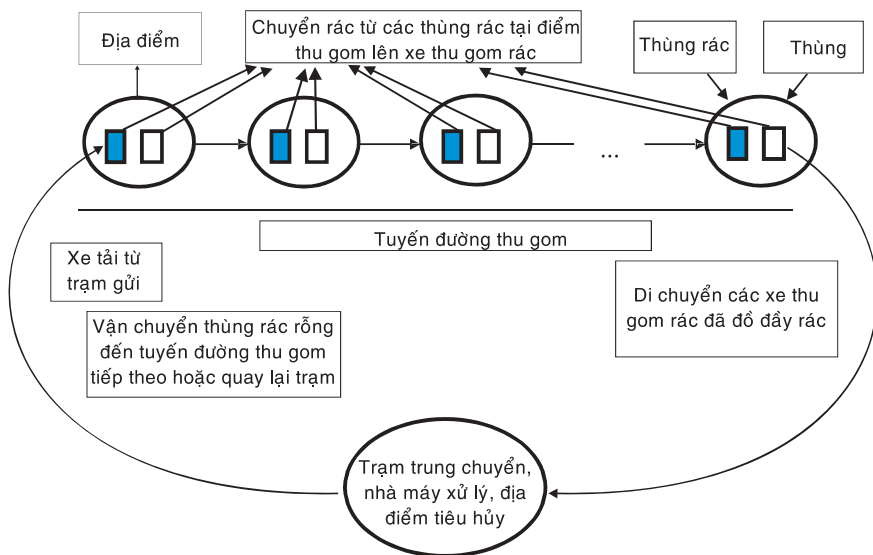 Địa điểm
Chuyển rác từ các thùng rác tại điểm
thu gom lên xe thu gom rác
Thùng rác
Thùng
...
Tuyến đường thu gom
Xe tải từ
trạm gửi
Vận chuyển thùng rác rỗng
đến tuyến đường thu gom
tiếp theo hoặc quay lại trạm
Di chuyển các xe thu
gom rác đã đồ đầy rác
Trạm trung chuyển,
nhà máy xử lý, địa
điểm tiêu hủy